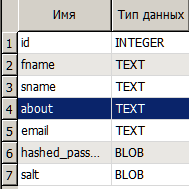 Имя Тип данных
1 id INTEGER
2 fname TEXT
3 sname TEXT
4 about TEXT
5 email TEXT
6 hashed_pass... BLOB
7 salt BLOB